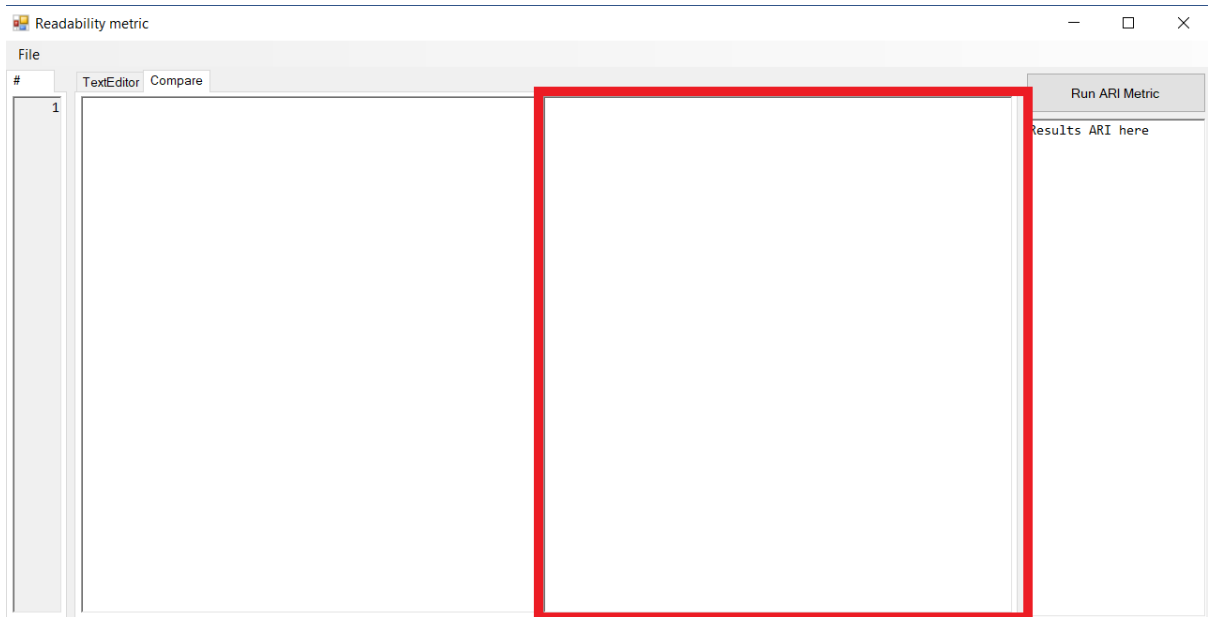 Readability metric
File
#
TextEditor Compare
Run ARI Metric
1
Results ARI here